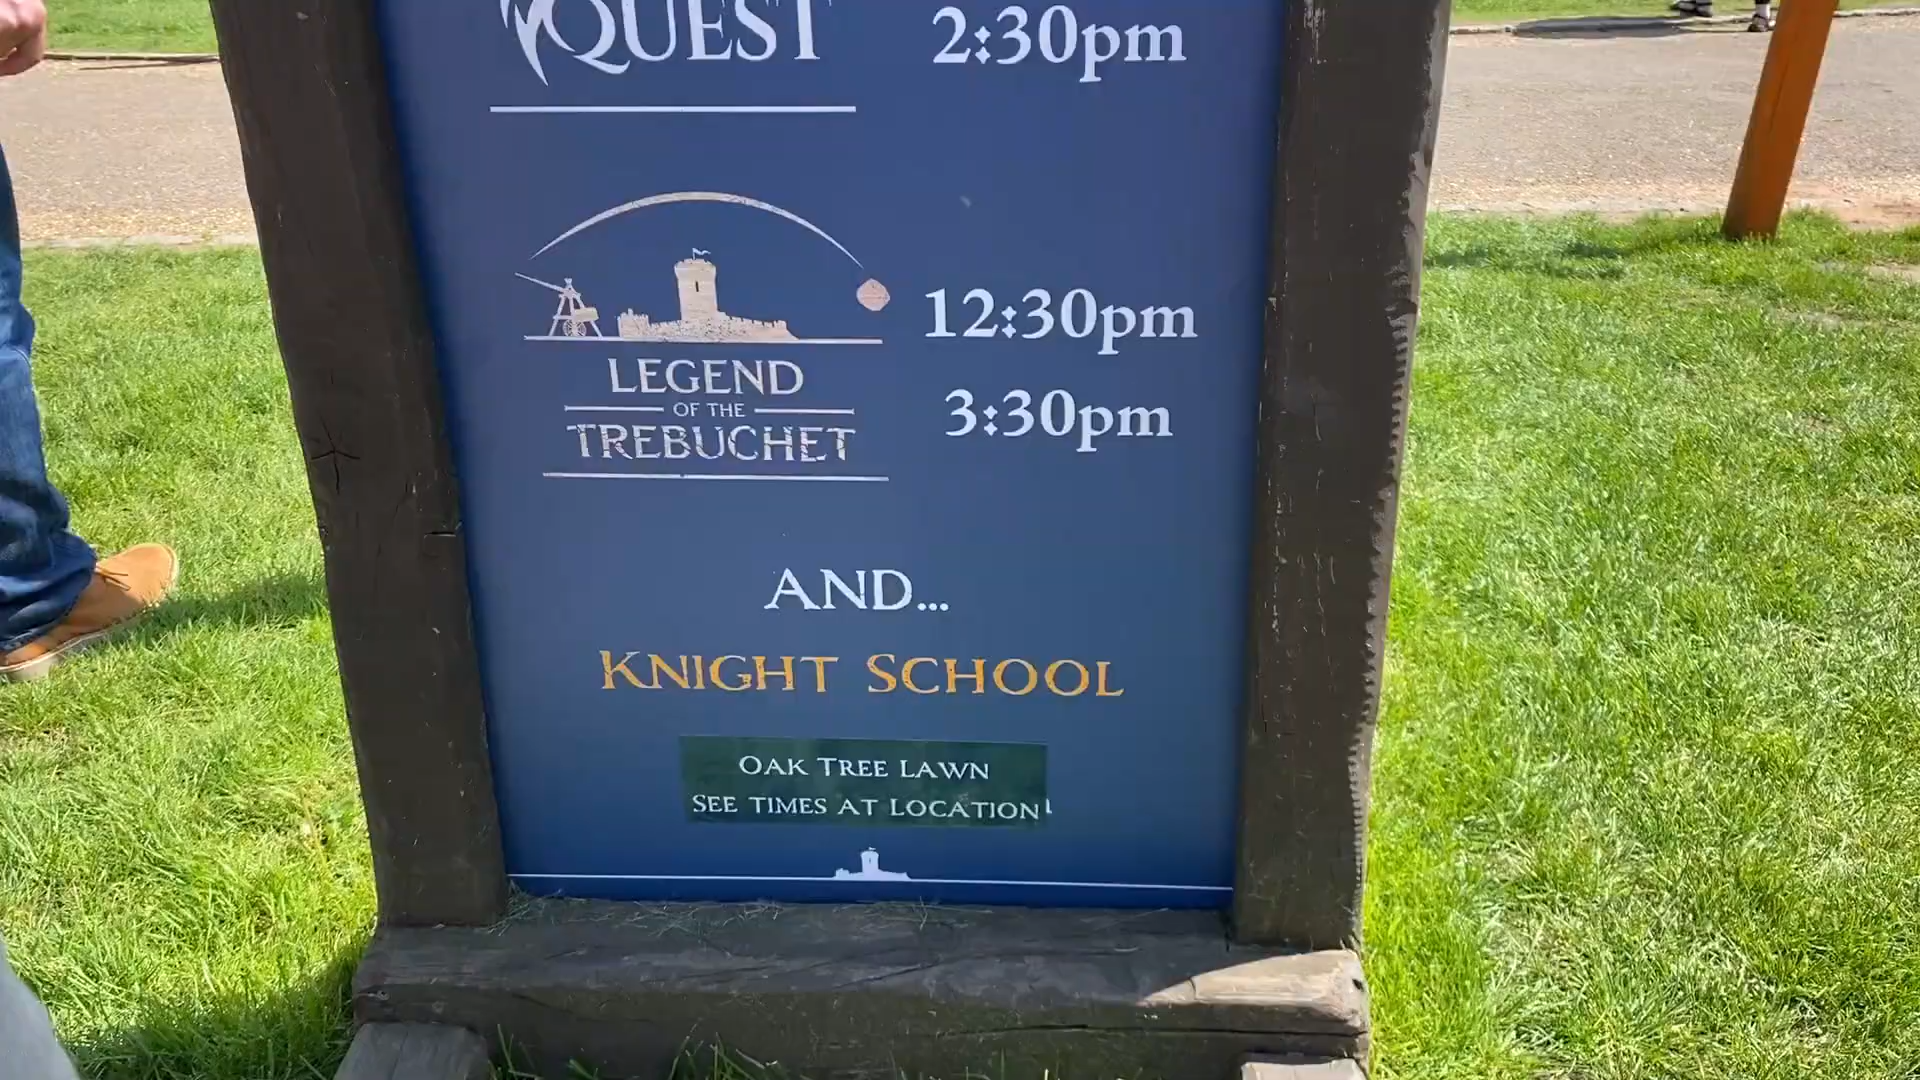 QUEST
2:30pm
12:30pm
LEGEND
OF THE
TREBUCHET
3:30pm
AND...
KNIGHT SCHOOL
OAK TREE LAWN
SEE TIMES AT LOCATION